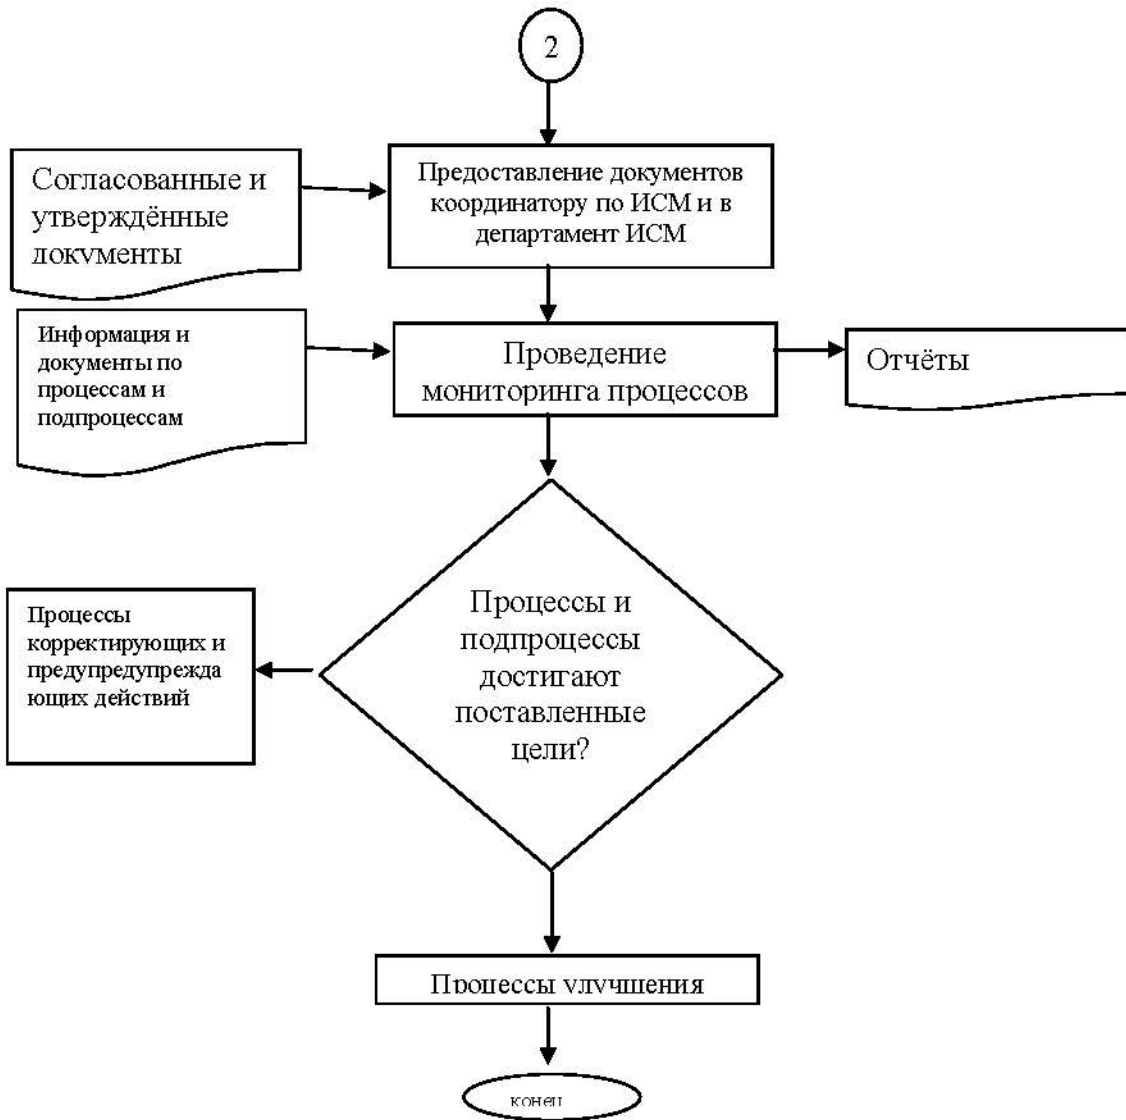 2
Согласованные и
утверждённые
документы
Предоставление документов
координатору по ИСМ и в
департамент ИСМ
Информация и
документы по
процессам и
подпроцессам
Проведение
мониторинга процессов
Отчёты
Процессы и
подпроцессы
достигают
поставленные
цели?
Процессы
корректирующих и
предупредупрежда
ющих действий
Процессы улучшения
конец